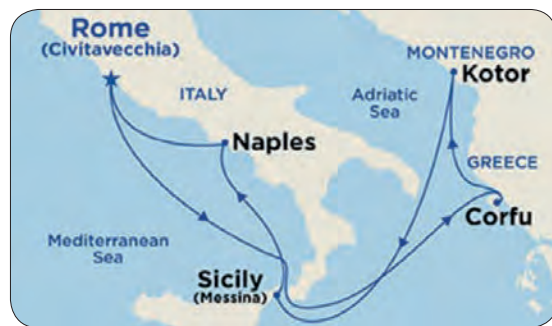 Rome
(Civitavecchia)
MONTENEGRO
Kotor
ITALY
Adriatic
Sea
Naples
GREECE
Corfu
Mediterranean
Sea
Sicily
(Messina)